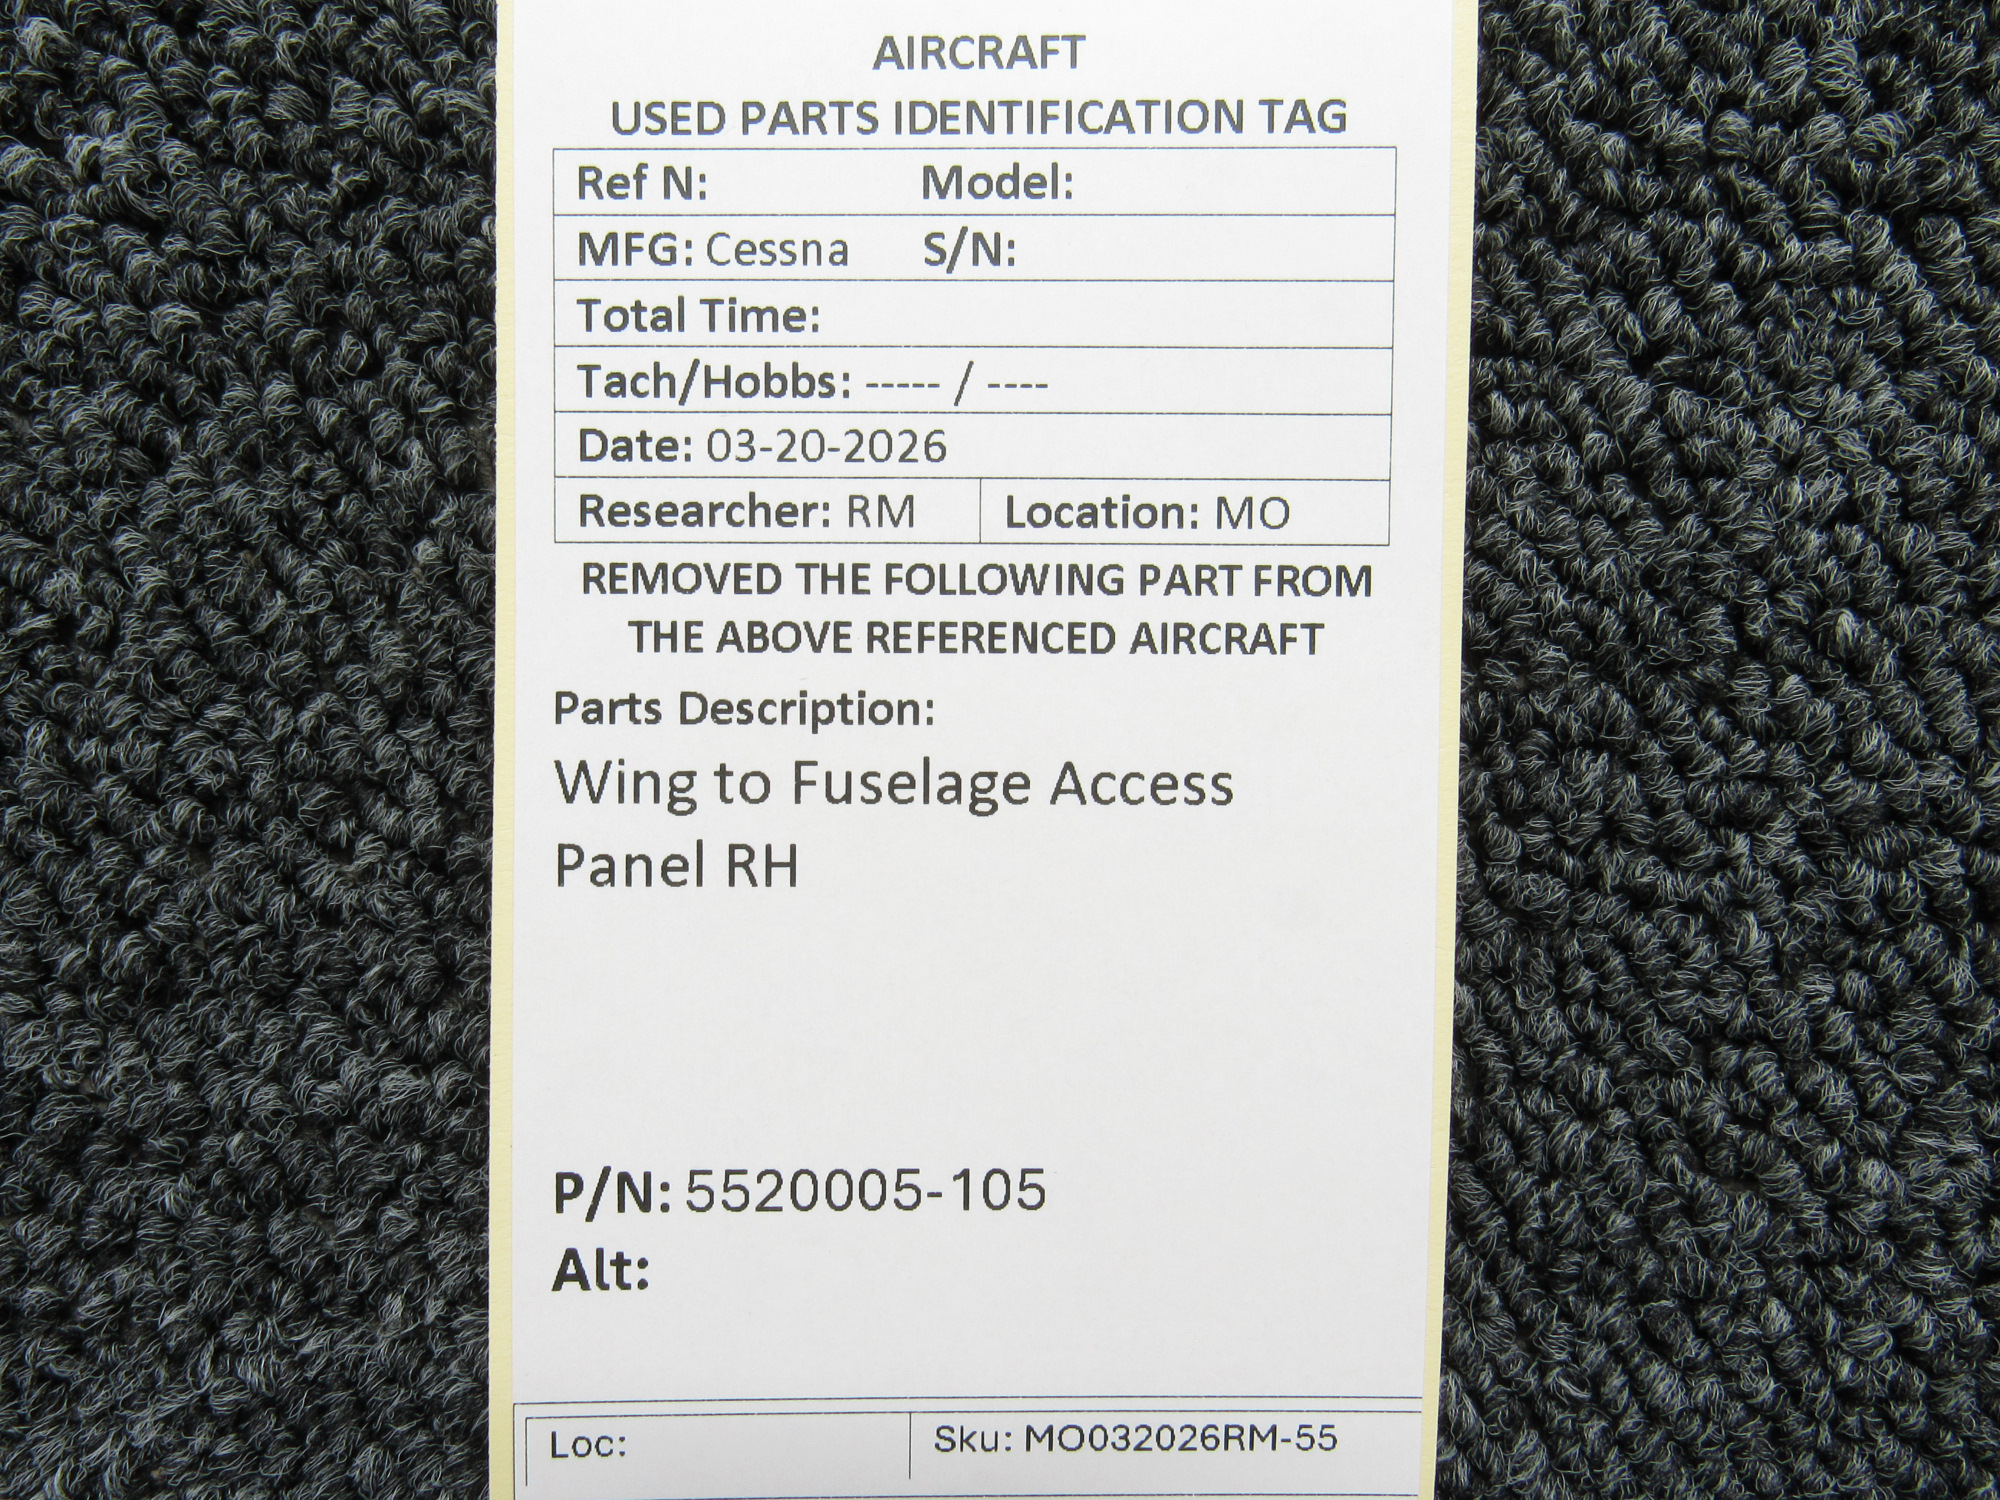 AIRCRAFT
USED PARTS IDENTIFICATION TAG
Ref N: Model:
MFG: Cessna S/N:
Total Time:
Tach/Hobbs: ----- / ----
Date: 03-20-2026
Researcher: RM Location: MO
REMOVED THE FOLLOWING PART FROM
THE ABOVE REFERENCED AIRCRAFT
Parts Description:
Wing to Fuselage Access
Panel RH
P/N: 5520005-105
Alt:
Loc: Sku: MO032026RM-55